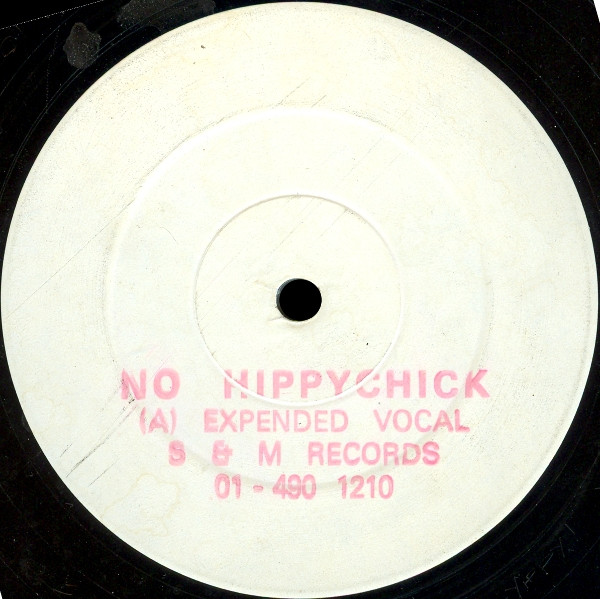 NO HIPPYCHICK
(A) EXPENDED VOCAL
S & M RECORDS
01-490 1210